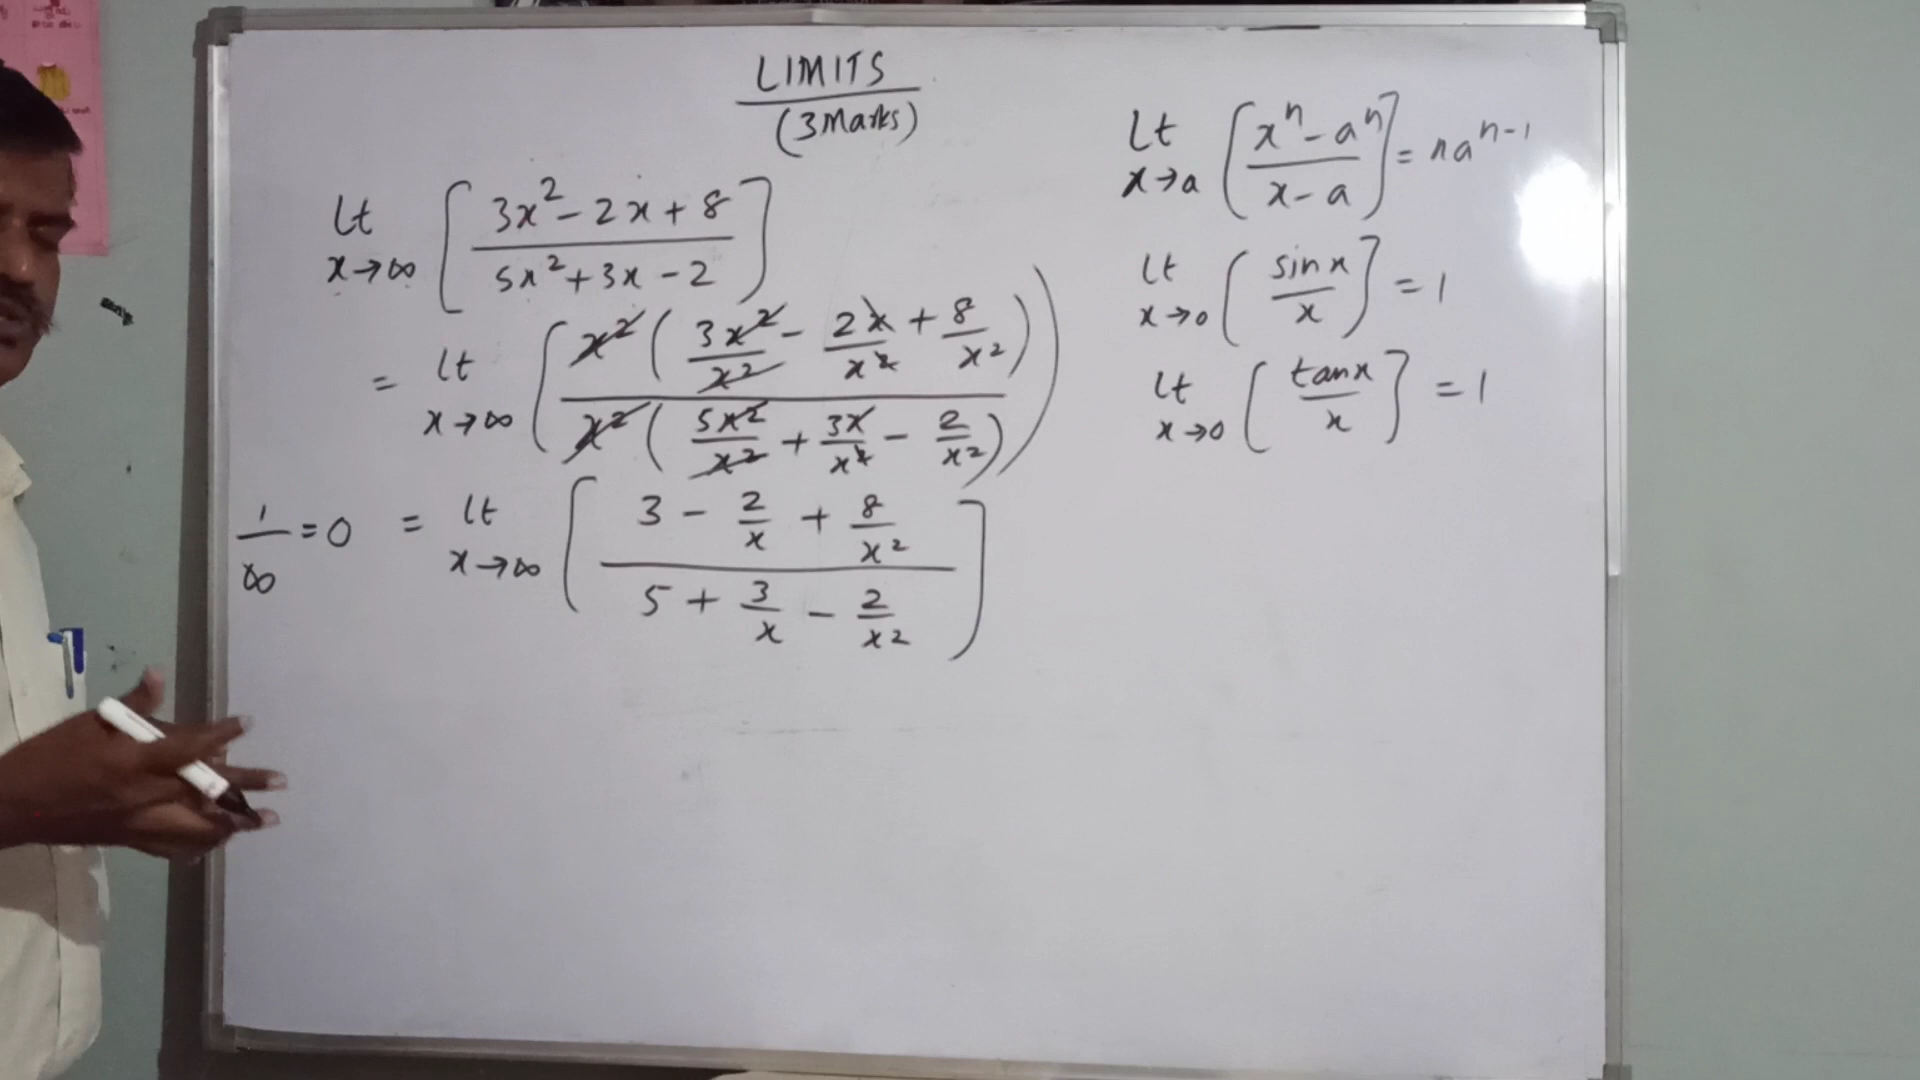 LIMITS
(3 Marks)
Lt x→∞ [ (3x² - 2x + 8) / (5x² + 3x - 2) ]
= Lt x→∞ ( x² ( 3x²/x² - 2x/x² + 8/x² ) / x² ( 5x²/x² + 3x/x² - 2/x² ) )
1/∞ = 0
= Lt x→∞ [ (3 - 2/x + 8/x²) / (5 + 3/x - 2/x²) ]
Lt x→a [ (xⁿ - aⁿ) / (x - a) ] = naⁿ⁻¹
Lt x→0 [ sin x / x ] = 1
Lt x→0 [ tan x / x ] = 1